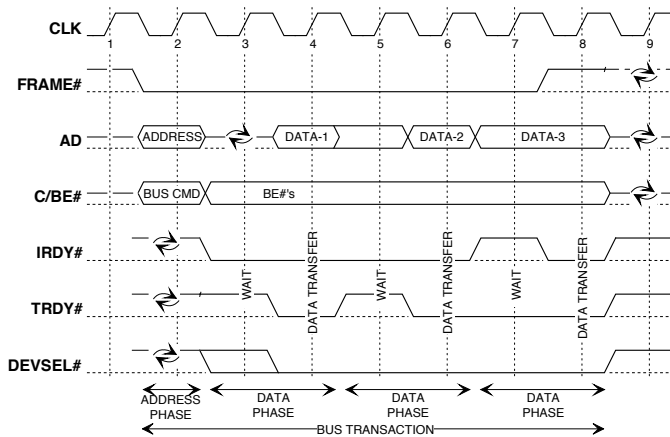 CLK
1 2 3 4 5 6 7 8 9
FRAME#
AD
ADDRESS DATA-1 DATA-2 DATA-3
C/BE#
BUS CMD BE#'s
IRDY#
WAIT DATA TRANSFER WAIT DATA TRANSFER WAIT DATA TRANSFER
TRDY#
DEVSEL#
ADDRESS PHASE
DATA PHASE
DATA PHASE
DATA PHASE
BUS TRANSACTION